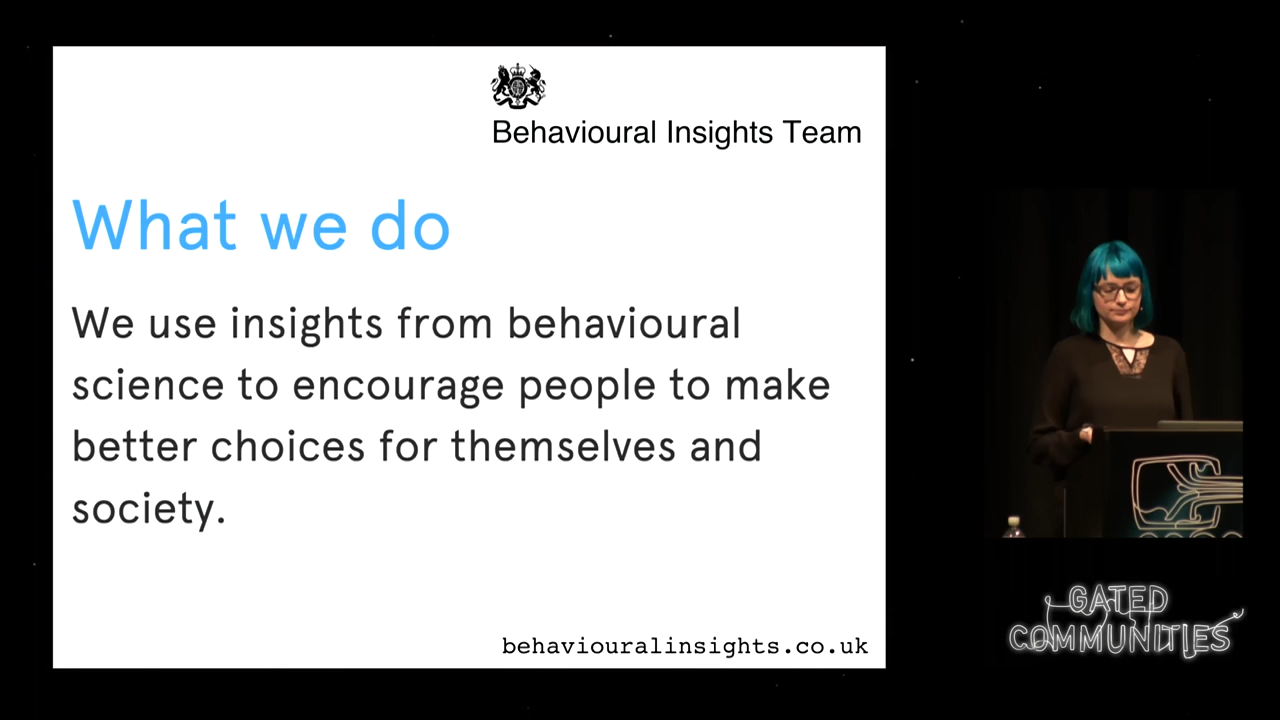 Behavioural Insights Team
What we do
We use insights from behavioural
science to encourage people to make
better choices for themselves and
society.
behaviouralinsights.co.uk
GATED
COMMUNITIES